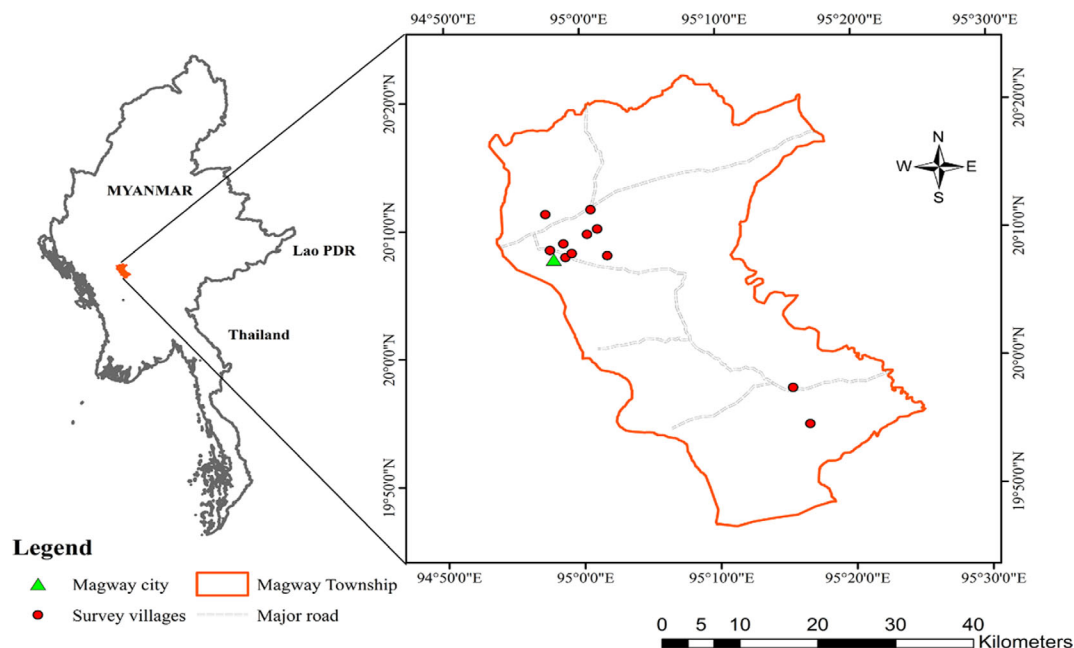 94°50'0"E 95°0'0"E 95°10'0"E 95°20'0"E 95°30'0"E
20°20'0"N
20°20'0"N
N
W E
S
MYANMAR
20°10'0"N
20°10'0"N
Lao PDR
Thailand
20°0'0"N
20°0'0"N
19°50'0"N
19°50'0"N
Legend
94°50'0"E 95°0'0"E 95°10'0"E 95°20'0"E 95°30'0"E
Magway city Magway Township
Survey villages Major road
0 5 10 20 30 40
Kilometers